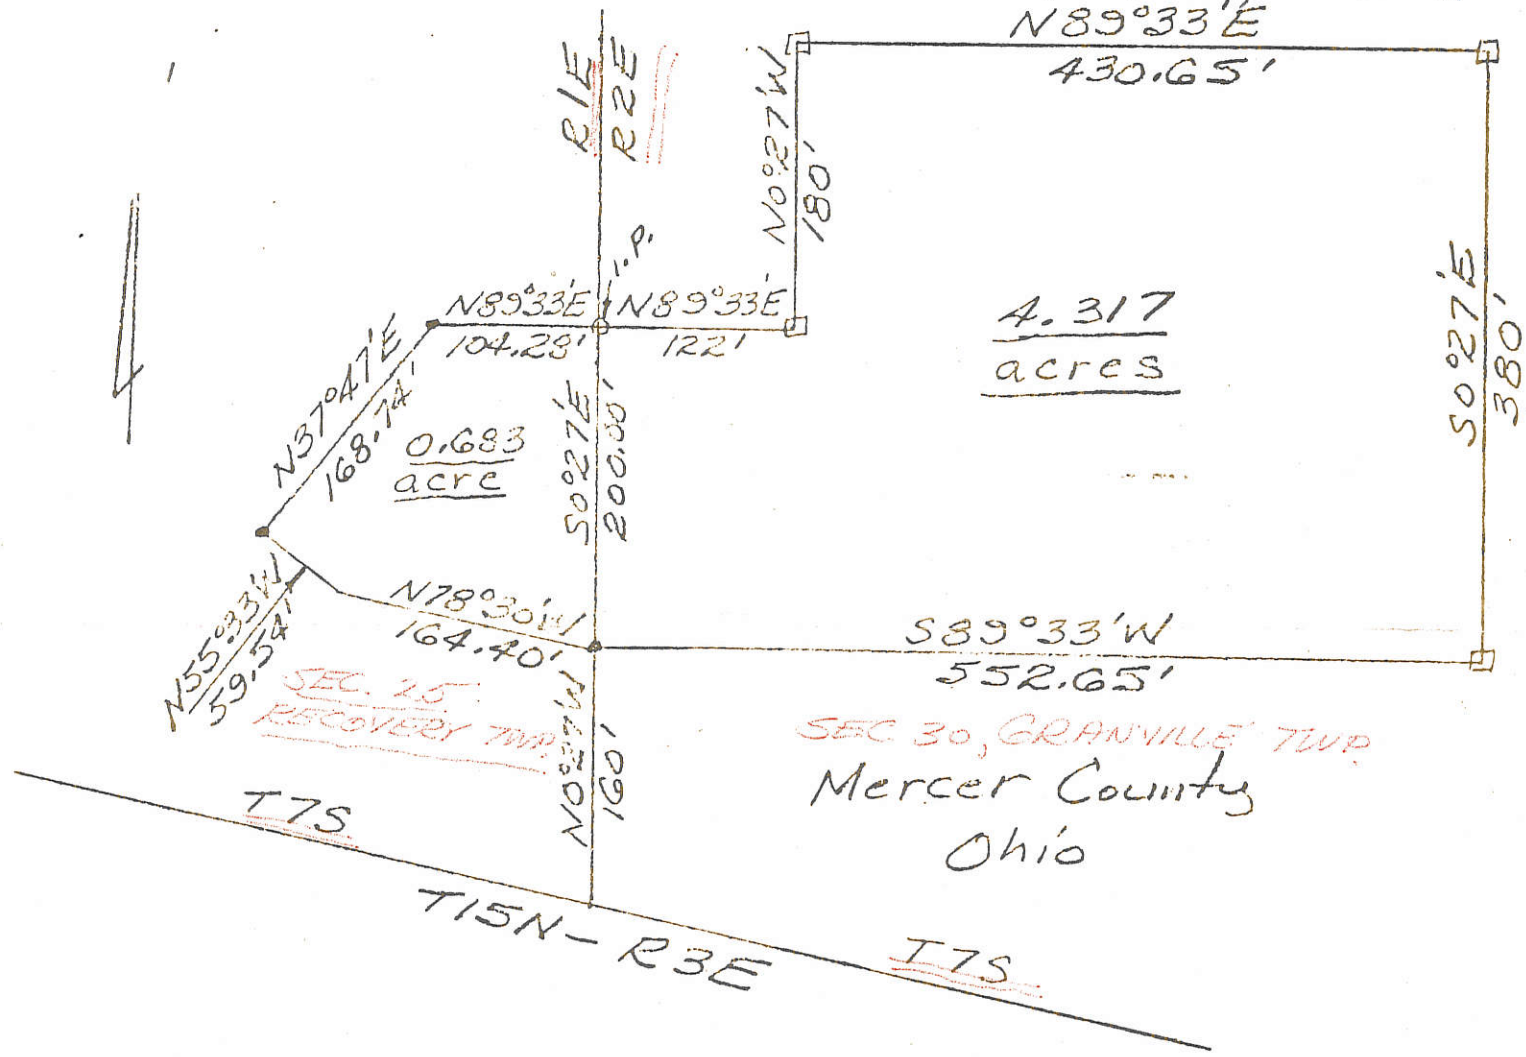 N89°33'E
430.65'
R1E
R2E
N0°27'W
180'
I.P.
N89°33'E
104.28'
N89°33'E
122'
N37°47'E
168.74'
0.683
acre
S0°27'E
200.00'
4.317
acres
S0°27'E
380'
N78°30'W
164.40'
N55°33'W
59.54'
S89°33'W
552.65'
SEC. 25
RECOVERY TWP.
N0°27'W
160'
SEC 30, GRANVILLE TWP.
Mercer County
Ohio
T7S
T15N-R3E
T7S